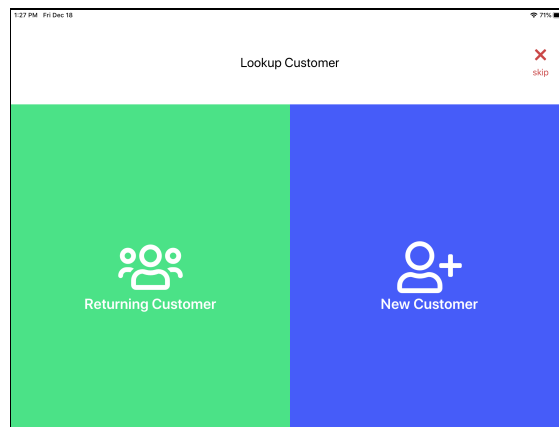 1:27 PM Fri Dec 18
71%
Lookup Customer
skip
Returning Customer
New Customer